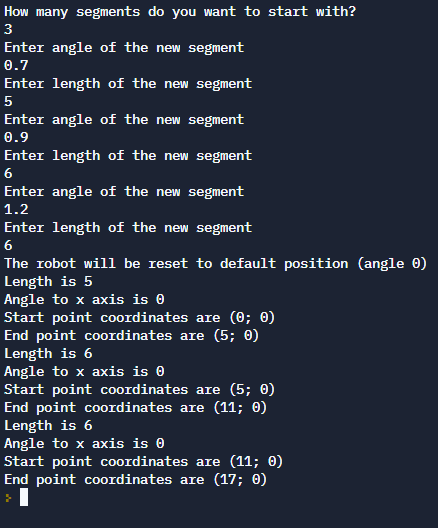 How many segments do you want to start with?
3
Enter angle of the new segment
0.7
Enter length of the new segment
5
Enter angle of the new segment
0.9
Enter length of the new segment
6
Enter angle of the new segment
1.2
Enter length of the new segment
6
The robot will be reset to default position (angle 0)
Length is 5
Angle to x axis is 0
Start point coordinates are (0; 0)
End point coordinates are (5; 0)
Length is 6
Angle to x axis is 0
Start point coordinates are (5; 0)
End point coordinates are (11; 0)
Length is 6
Angle to x axis is 0
Start point coordinates are (11; 0)
End point coordinates are (17; 0)
>